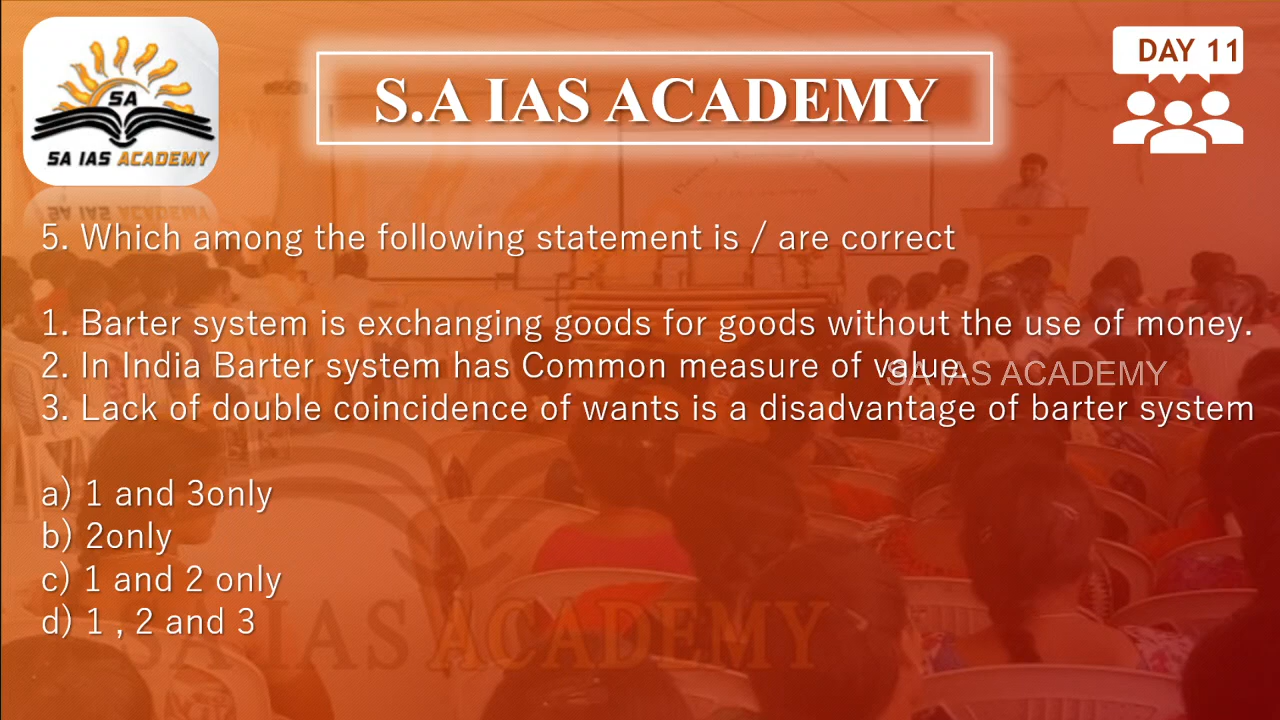 SA
SA IAS ACADEMY
S.A IAS ACADEMY
DAY 11
5. Which among the following statement is / are correct
1. Barter system is exchanging goods for goods without the use of money.
2. In India Barter system has Common measure of value.
SA IAS ACADEMY
3. Lack of double coincidence of wants is a disadvantage of barter system
a) 1 and 3only
b) 2only
c) 1 and 2 only
d) 1 , 2 and 3
SA IAS ACADEMY